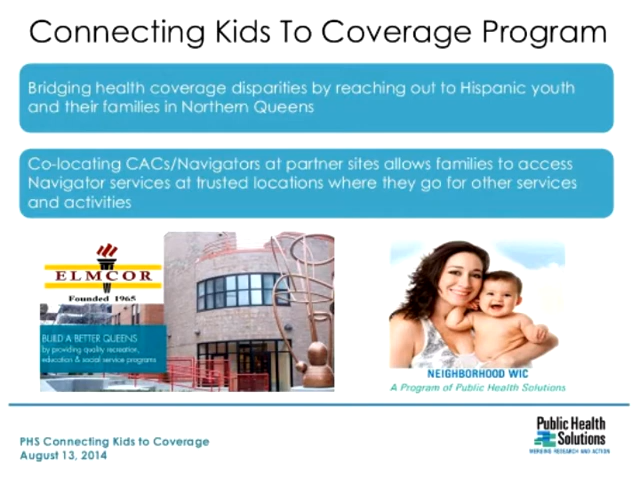 Connecting Kids To Coverage Program
Bridging health coverage disparities by reaching out to Hispanic youth
and their families in Northern Queens
Co-locating CACs/Navigators at partner sites allows families to access
Navigator services at trusted locations where they go for other services
and activities
ELMCOR
Founded 1965
BUILD A BETTER QUEENS
by providing quality recreation,
education & social service programs
NEIGHBORHOOD WIC
A Program of Public Health Solutions
PHS Connecting Kids to Coverage
August 13, 2014
Public Health
Solutions
WORKING RESEARCH AND ACTION